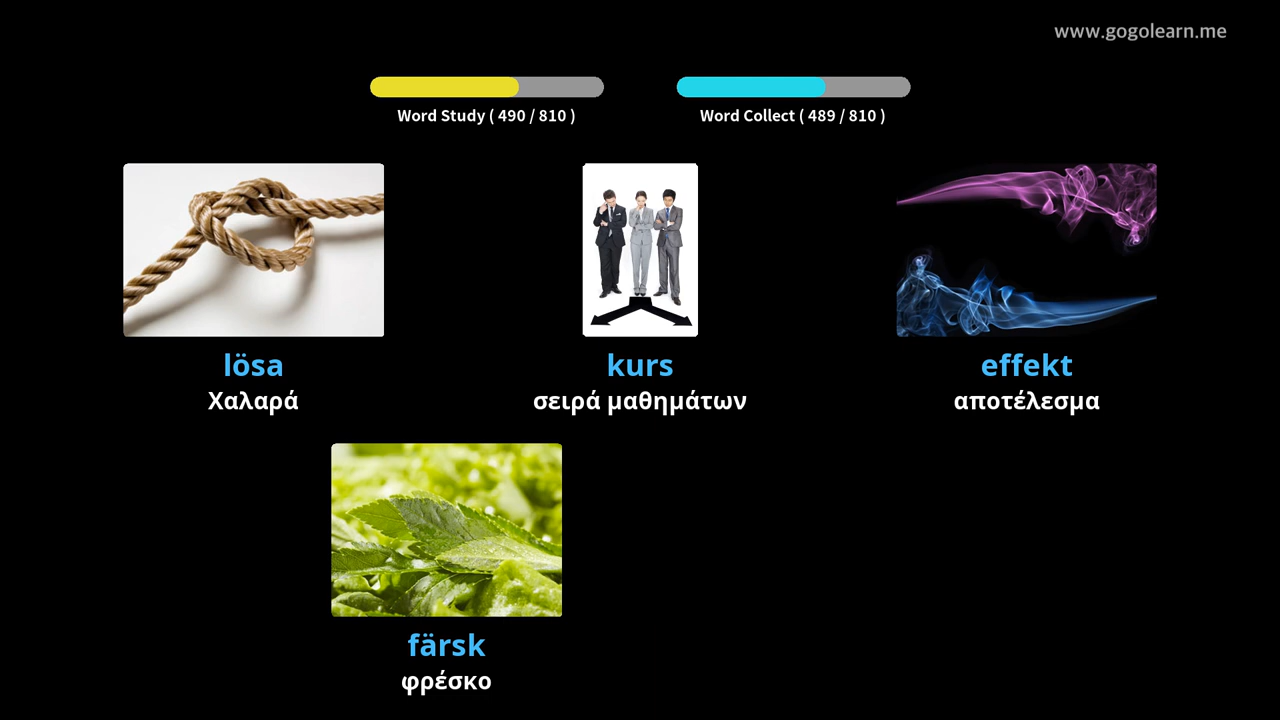 www.gogolearn.me
Word Study ( 490 / 810 )
Word Collect ( 489 / 810 )
lösa
Χαλαρά
kurs
σειρά μαθημάτων
effekt
αποτέλεσμα
färsk
φρέσκο